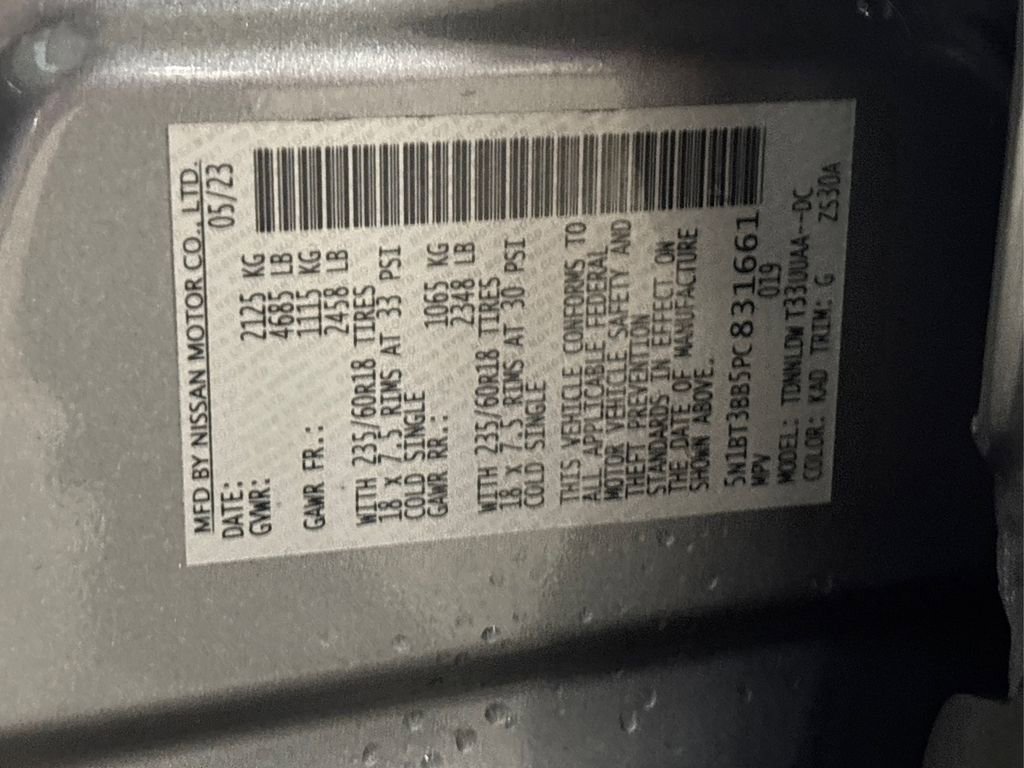 MFD BY NISSAN MOTOR CO., LTD.
DATE: 05/23
GVWR: 2125 KG
4685 LB
GAWR FR.: 1115 KG
2458 LB
WITH 235/60R18 TIRES
18 X 7.5 RIMS AT 33 PSI
COLD SINGLE
GAWR RR.: 1065 KG
2348 LB
WITH 235/60R18 TIRES
18 X 7.5 RIMS AT 30 PSI
COLD SINGLE
THIS VEHICLE CONFORMS TO
ALL APPLICABLE FEDERAL
MOTOR VEHICLE SAFETY AND
THEFT PREVENTION
STANDARDS IN EFFECT ON
THE DATE OF MANUFACTURE
SHOWN ABOVE.
5N1BT3BB5PC831661
MPV 019
MODEL: TDNNLDW T33UUAA--DC
COLOR: KAD TRIM: G ZS30A